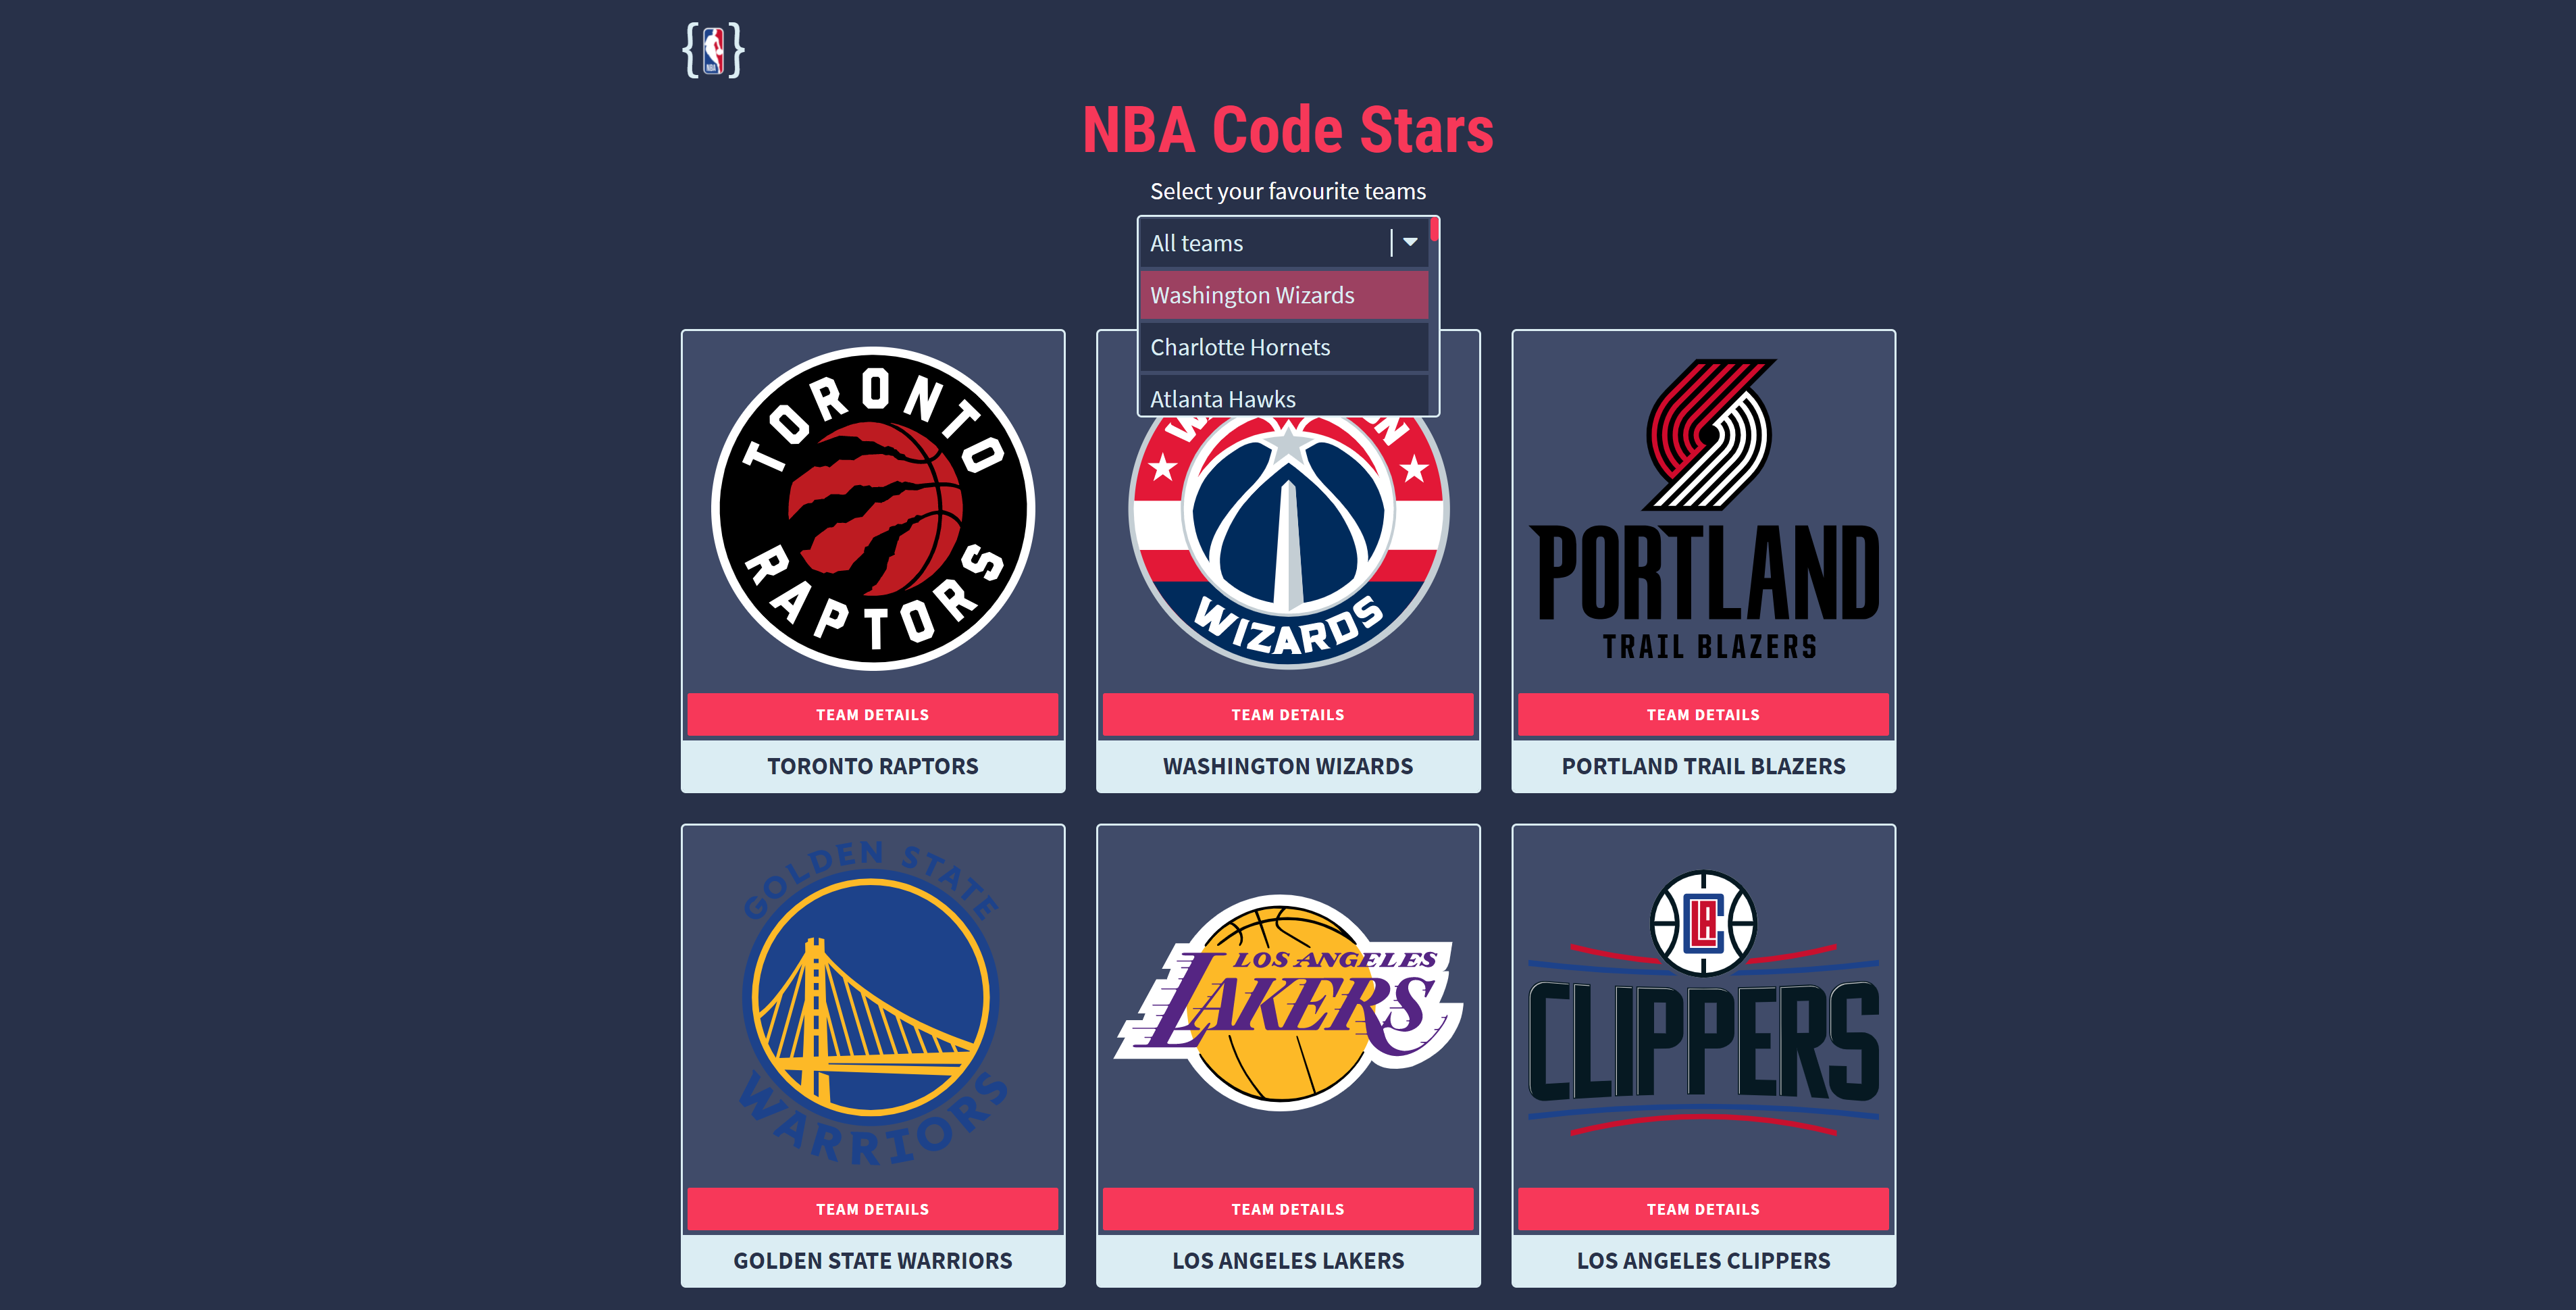 {NBA}
NBA Code Stars
Select your favourite teams
All teams
Washington Wizards
Charlotte Hornets
Atlanta Hawks
TORONTO
RAPTORS
WIZARDS
PORTLAND
TRAIL BLAZERS
TEAM DETAILS
TEAM DETAILS
TEAM DETAILS
TORONTO RAPTORS
WASHINGTON WIZARDS
PORTLAND TRAIL BLAZERS
GOLDEN STATE
WARRIORS
LOS ANGELES
LAKERS
LA
C
CLIPPERS
TEAM DETAILS
TEAM DETAILS
TEAM DETAILS
GOLDEN STATE WARRIORS
LOS ANGELES LAKERS
LOS ANGELES CLIPPERS